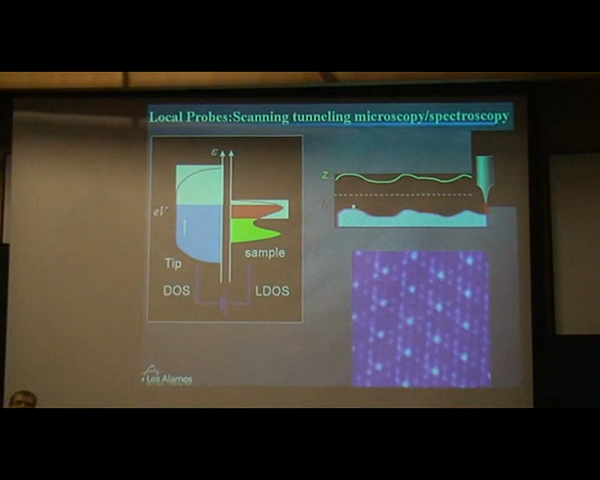 Local Probes:Scanning tunneling microscopy/spectroscopy
ε
z
eV
Tip
sample
DOS
LDOS
Los Alamos